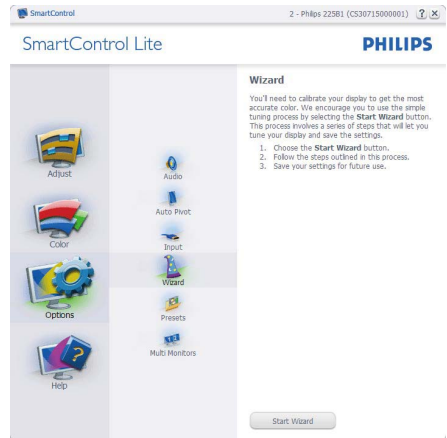 SmartControl
2 - Philips 225B1 (CS30715000001)
SmartControl Lite
PHILIPS
Adjust
Color
Options
Help
Audio
Auto Pivot
Input
Wizard
Presets
Multi Monitors
Wizard
You'll need to calibrate your display to get the most
accurate color. We encourage you to use the simple
tuning process by selecting the Start Wizard button.
This process involves a series of steps that will let you
tune your display and save the settings.
1. Choose the Start Wizard button.
2. Follow the steps outlined in this process.
3. Save your settings for future use.
Start Wizard